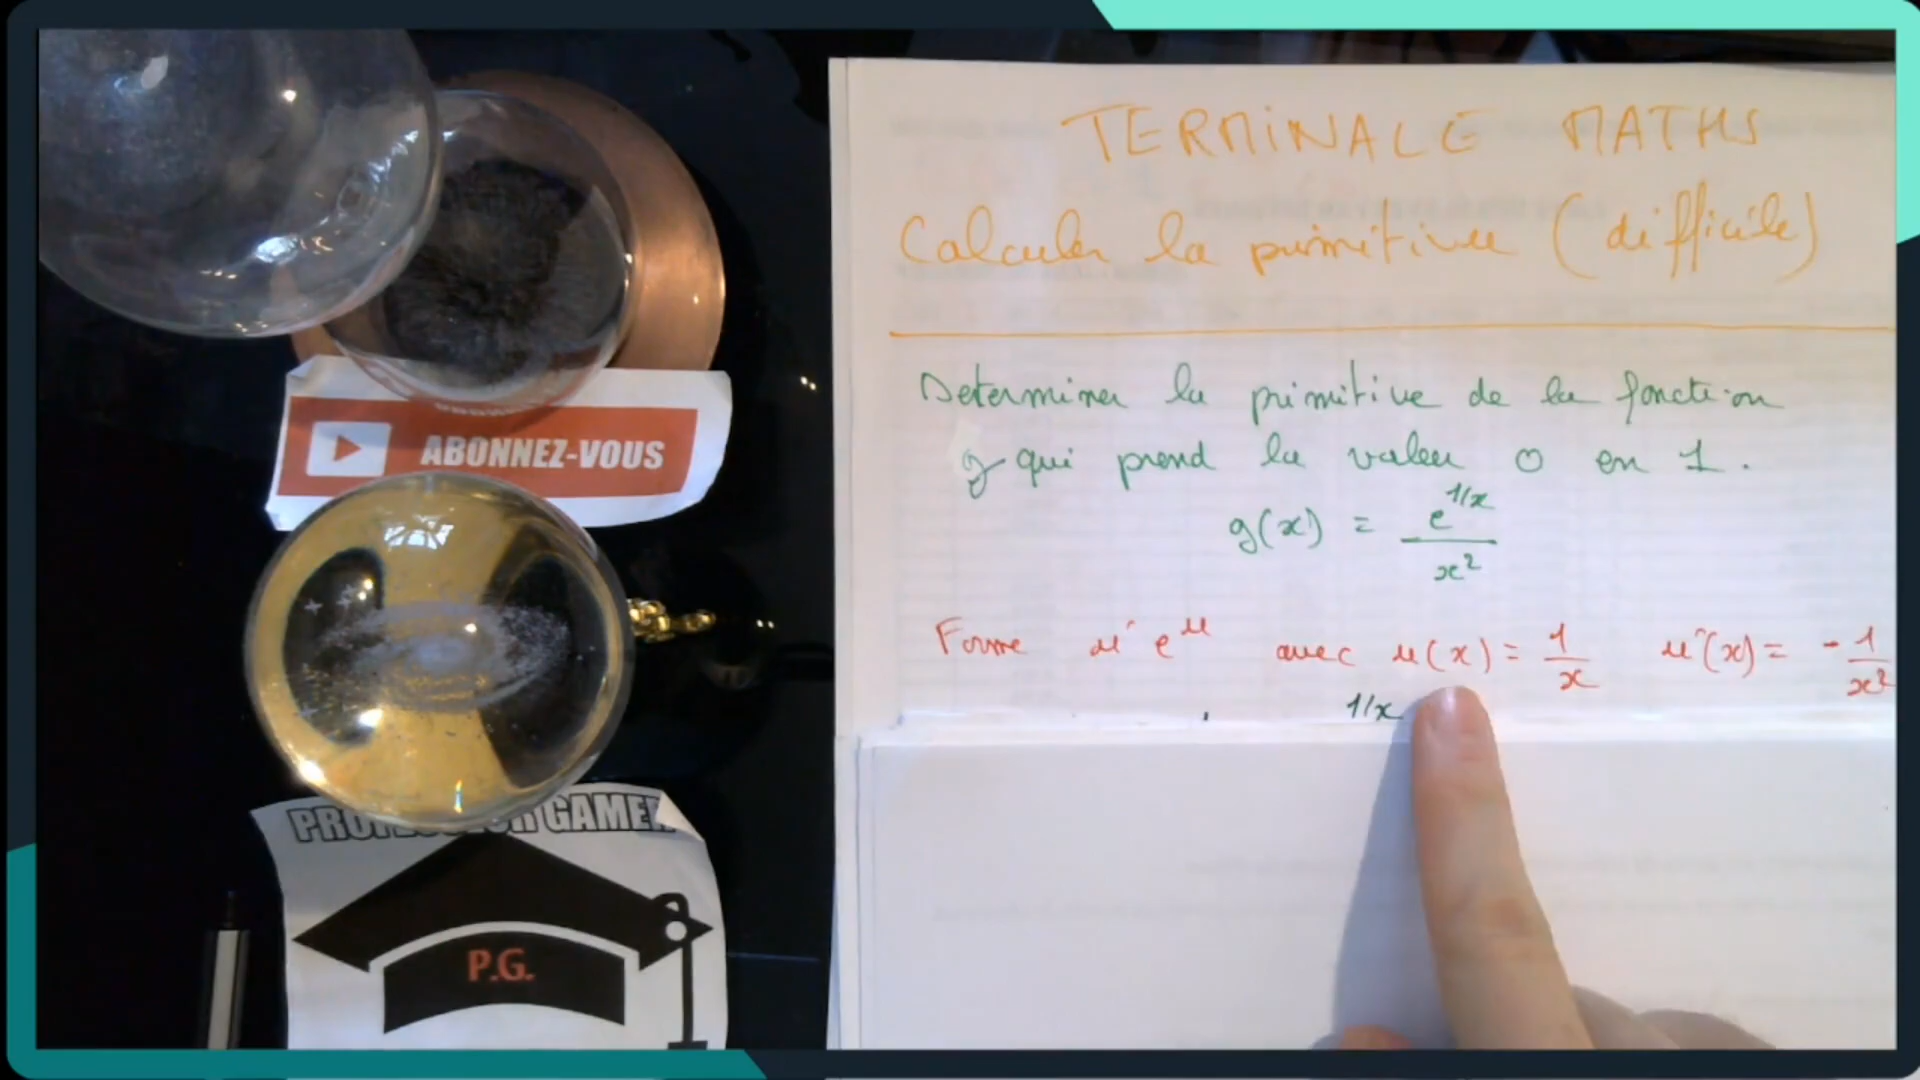 TERMINALE MATHS
Calculer la primitive (difficile)
Determiner la primitive de la fonction
g qui prend la valeur 0 en 1.
g(x) = e^1/x / x²
Forme u' e^u avec u(x) = 1/x u'(x) = -1/x²
1/x
ABONNEZ-VOUS
P.G.